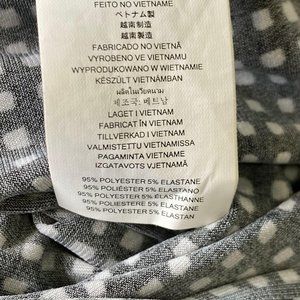 FEITO NO VIETNAME
ベトナム製
越南制造
越南製造
FABRICADO NO VIETNÃ
VYROBENO VE VIETNAMU
WYPRODUKOWANO W WIETNAMIE
KÉSZÜLT VIETNÁMBAN
ผลิตในเวียดนาม
제조국: 베트남
LAGET I VIETNAM
FABRICAT ÎN VIETNAM
TILLVERKAD I VIETNAM
VALMISTETTU VIETNAMISSA
PAGAMINTA VIETNAME
IZGATAVOTS VJETNAMĀ
95% POLYESTER 5% ELASTANE
95% POLIÉSTER 5% ELASTANO
95% POLYESTER 5% ÉLASTHANNE
95% POLIESTERE 5% ELASTANE
95% POLYESTER 5% ELASTAN